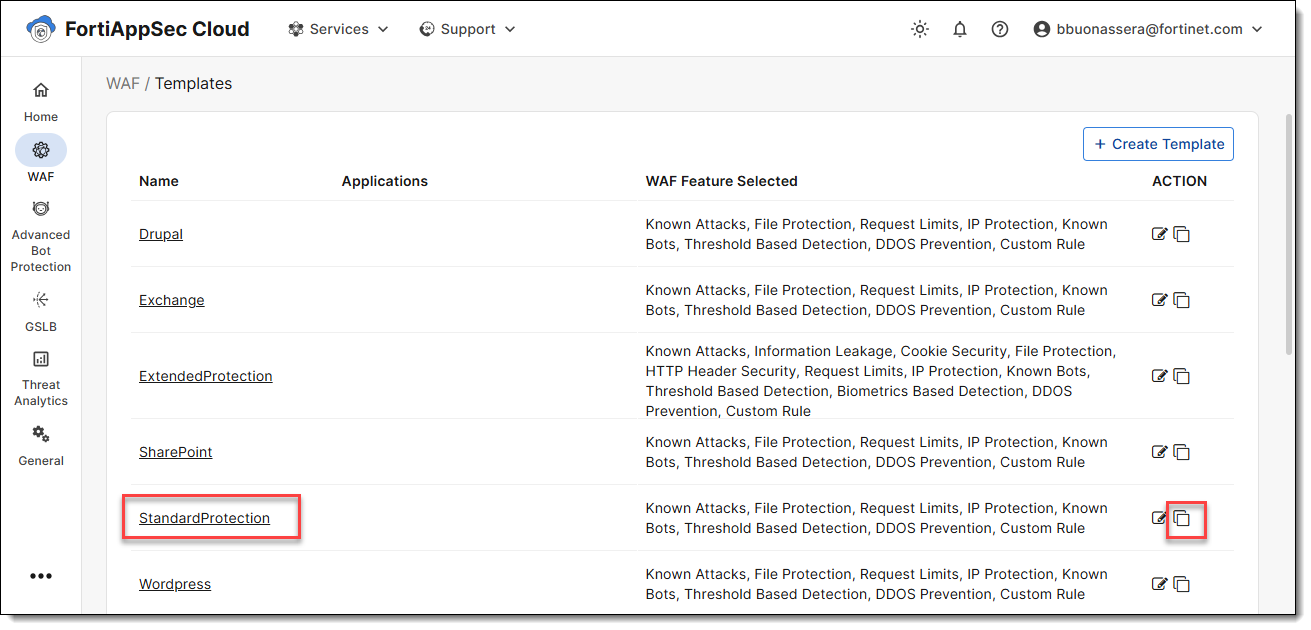 FortiAppSec Cloud
Services
Support
bbuonassera@fortinet.com
Home
WAF
Advanced
Bot
Protection
GSLB
Threat
Analytics
General
WAF / Templates
+ Create Template
Name Applications WAF Feature Selected ACTION
Drupal
Known Attacks, File Protection, Request Limits, IP Protection, Known
Bots, Threshold Based Detection, DDOS Prevention, Custom Rule
Exchange
Known Attacks, File Protection, Request Limits, IP Protection, Known
Bots, Threshold Based Detection, DDOS Prevention, Custom Rule
ExtendedProtection
Known Attacks, Information Leakage, Cookie Security, File Protection,
HTTP Header Security, Request Limits, IP Protection, Known Bots,
Threshold Based Detection, Biometrics Based Detection, DDOS
Prevention, Custom Rule
SharePoint
Known Attacks, File Protection, Request Limits, IP Protection, Known
Bots, Threshold Based Detection, DDOS Prevention, Custom Rule
StandardProtection
Known Attacks, File Protection, Request Limits, IP Protection, Known
Bots, Threshold Based Detection, DDOS Prevention, Custom Rule
Wordpress
Known Attacks, File Protection, Request Limits, IP Protection, Known
Bots, Threshold Based Detection, DDOS Prevention, Custom Rule